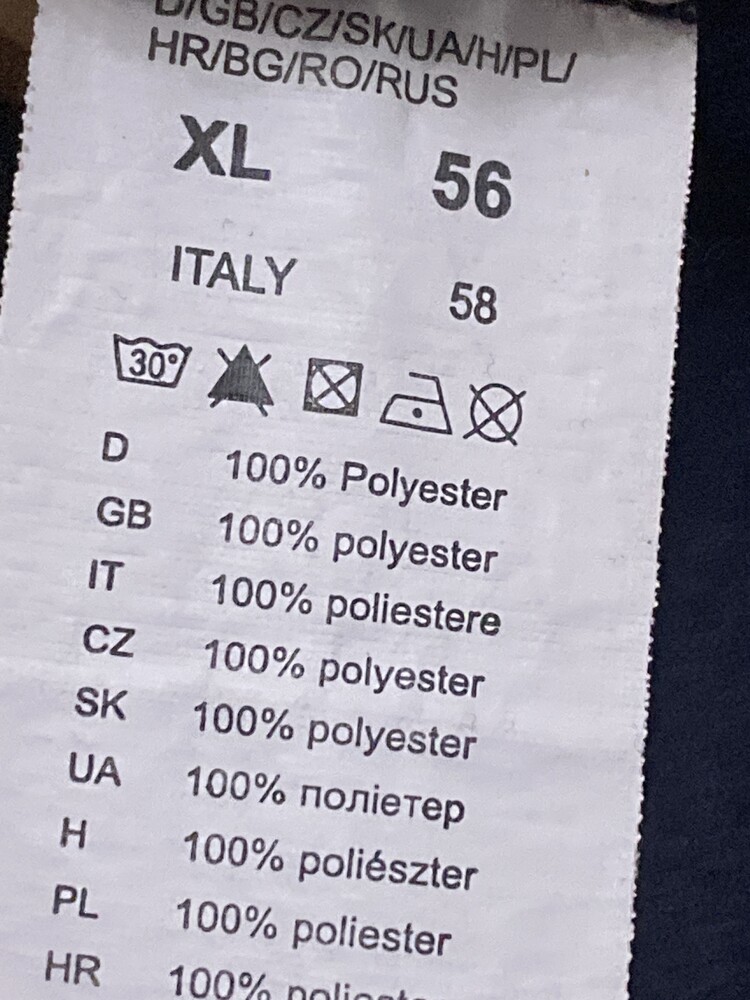 D/GB/CZ/SK/UA/H/PL/
HR/BG/RO/RUS
XL 56
ITALY 58
30°
D 100% Polyester
GB 100% polyester
IT 100% poliestere
CZ 100% polyester
SK 100% polyester
UA 100% поліетер
H 100% poliészter
PL 100% poliester
HR 100%